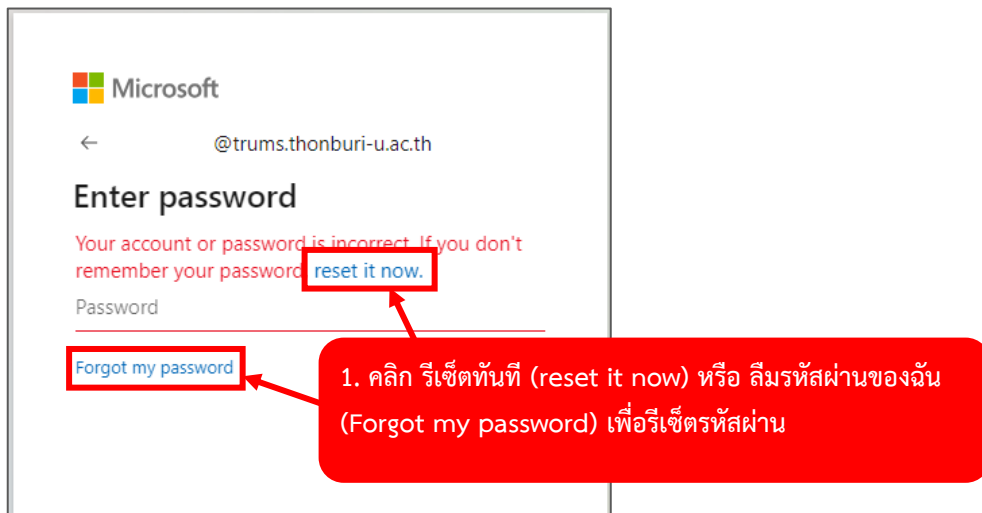 Microsoft
← @trums.thonburi-u.ac.th
Enter password
Your account or password is incorrect. If you don't
remember your password reset it now.
Password
Forgot my password
1. คลิก รีเซ็ตทันที (reset it now) หรือ ลืมรหัสผ่านของฉัน
(Forgot my password) เพื่อรีเซ็ตรหัสผ่าน